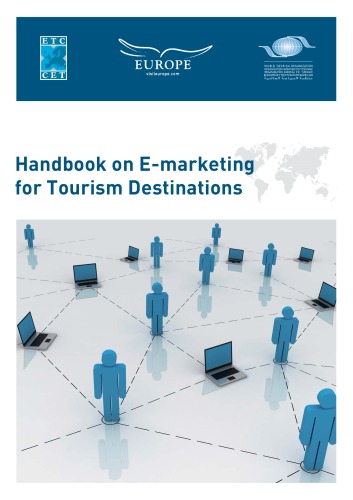 ETC
CET
EUROPE
visiteurope.com
WORLD TOURISM ORGANIZATION
Handbook on E-marketing
for Tourism Destinations